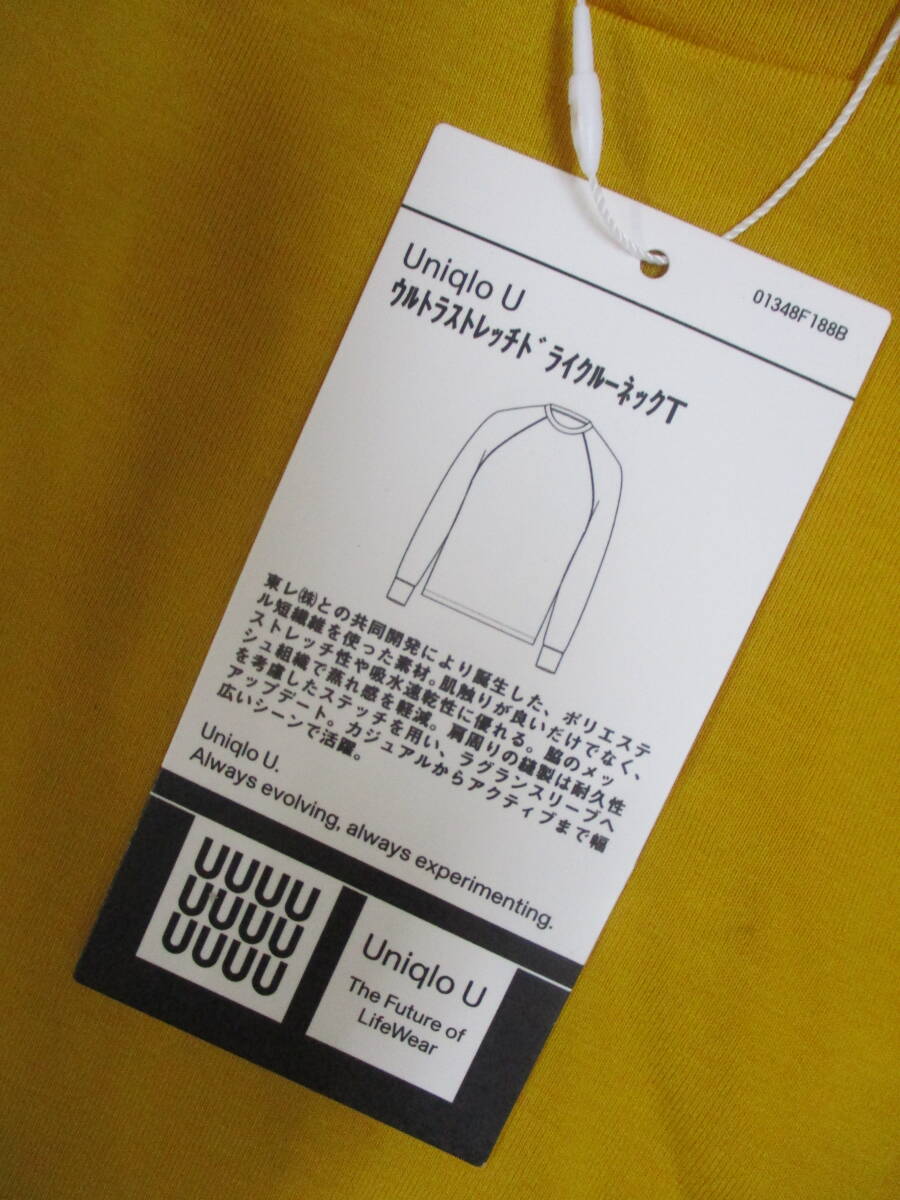 01348F188B
Uniqlo U
ウルトラストレッチドライクルーネックT
東レ㈱との共同開発により誕生した、ポリエステ
ル短繊維を使った素材。肌触りが良いだけでなく、
ストレッチ性や吸水速乾性に優れる。脇のメッ
シュ組織で蒸れ感を軽減。肩周りの縫製は耐久性
を考慮したステッチを用い、ラグランスリーブへ
アップデート。カジュアルからアクティブまで幅
広いシーンで活躍。
Uniqlo U.
Always evolving, always experimenting.
UUUU
UUUU
UUUU
Uniqlo U
The Future of
LifeWear